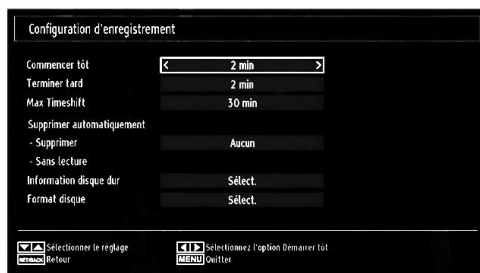 Configuration d'enregistrement
Commencer tôt < 2 min >
Terminer tard 2 min
Max Timeshift 30 min
Supprimer automatiquement
- Supprimer Aucun
- Sans lecture
Information disque dur Sélect.
Format disque Sélect.
Sélectionner le réglage Sélectionnez l'option Démarrer tôt
Retour MENU Quitter